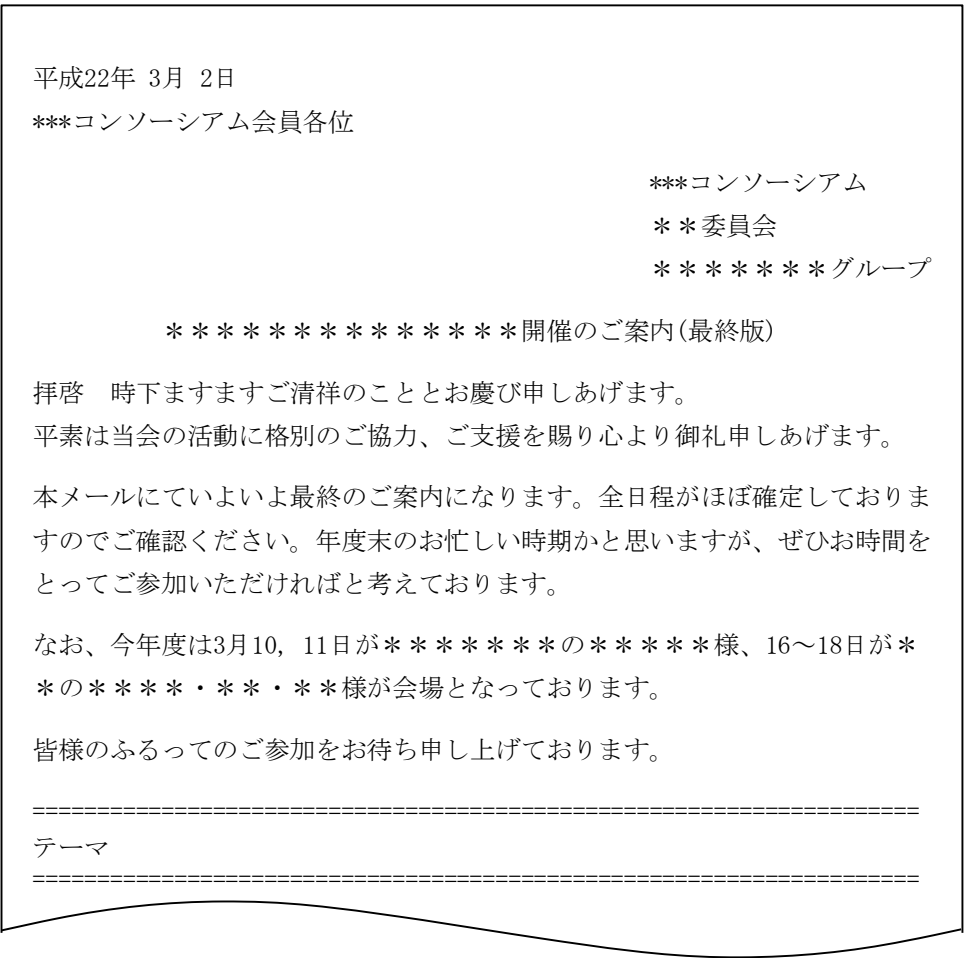 平成22年 3月 2日
***コンソーシアム会員各位
***コンソーシアム
＊＊委員会
＊＊＊＊＊＊＊グループ
＊＊＊＊＊＊＊＊＊＊＊＊＊＊開催のご案内(最終版)
拝啓　時下ますますご清祥のこととお慶び申しあげます。
平素は当会の活動に格別のご協力、ご支援を賜り心より御礼申しあげます。
本メールにていよいよ最終のご案内になります。全日程がほぼ確定しておりま
すのでご確認ください。年度末のお忙しい時期かと思いますが、ぜひお時間を
とってご参加いただければと考えております。
なお、今年度は3月10, 11日が＊＊＊＊＊＊＊の＊＊＊＊＊様、16～18日が＊
＊の＊＊＊＊・＊＊・＊＊様が会場となっております。
皆様のふるってのご参加をお待ち申し上げております。
=====================================================================
テーマ
=====================================================================